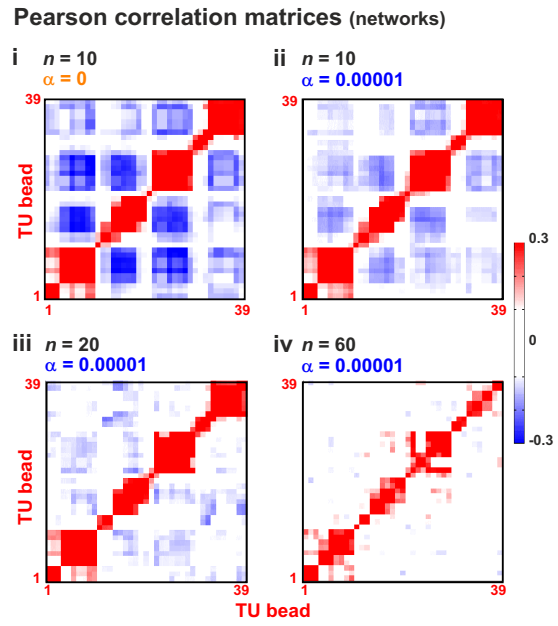 Pearson correlation matrices (networks)
i n = 10
α = 0
ii n = 10
α = 0.00001
39
TU bead
1
1 39
39
1
1 39
0.3
0
-0.3
iii n = 20
α = 0.00001
iv n = 60
α = 0.00001
39
TU bead
1
1 39
39
1
1 39
TU bead